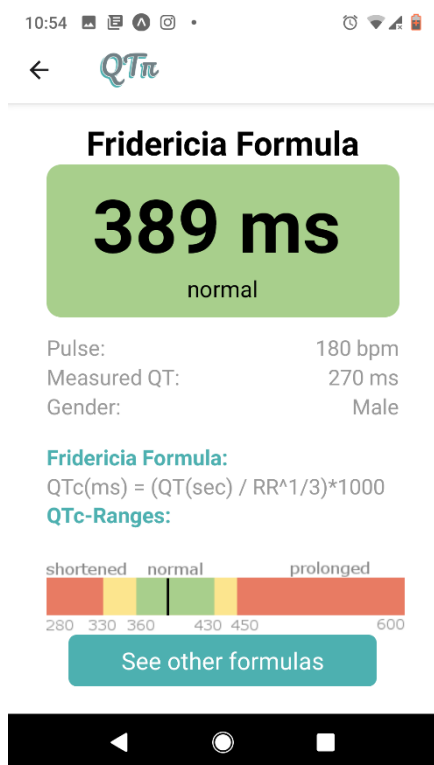 10:54
QTπ
Fridericia Formula
389 ms
normal
Pulse: 180 bpm
Measured QT: 270 ms
Gender: Male
Fridericia Formula:
QTc(ms) = (QT(sec) / RR^1/3)*1000
QTc-Ranges:
shortened normal prolonged
280 330 360 430 450 600
See other formulas